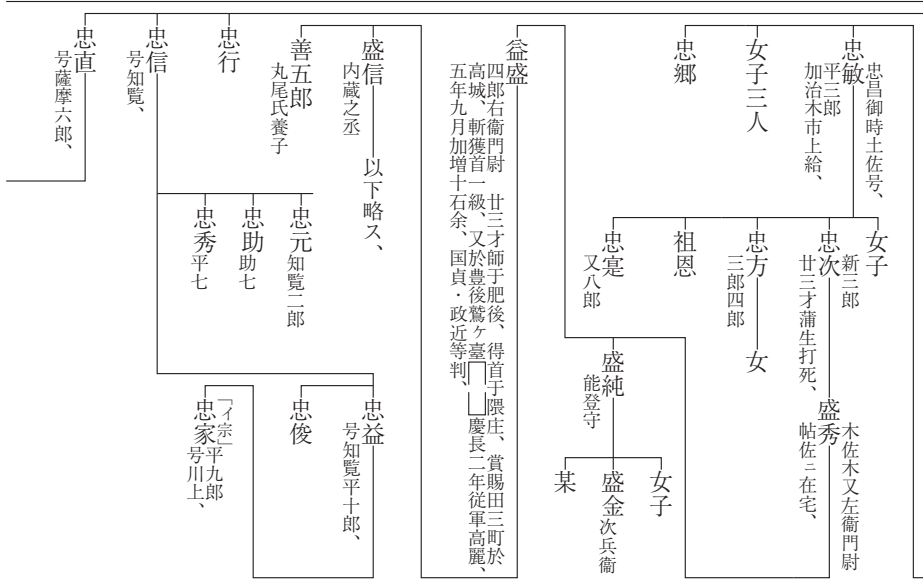 忠敏
忠昌御時土佐号、
平三郎
加治木市上給、
女子三人
忠郷
女子
忠次
新三郎
廿三才蒲生打死、
盛秀
木佐木又左衞門尉
帖佐ニ在宅、
忠方
三郎四郎
女
祖恩
忠寔
又八郎
盛純
能登守
女子
盛金
次兵衞
某
益盛
四郎右衞門尉 廿三才師于肥後、得首于隈庄、賞賜田三町於
高城、斬獲首一級、又於豊後鷲ケ臺 慶長二年従軍高麗、
五年九月加増十石余、国貞・政近等判、
盛信
内蔵之丞
以下略ス、
善五郎
丸尾氏養子
忠行
忠信
号知覧、
忠元
知覧二郎
忠助
助七
忠秀
平七
忠益
号知覧平十郎、
忠俊
忠家
「イ宗」
平九郎
号川上、
忠直
号薩摩六郎、